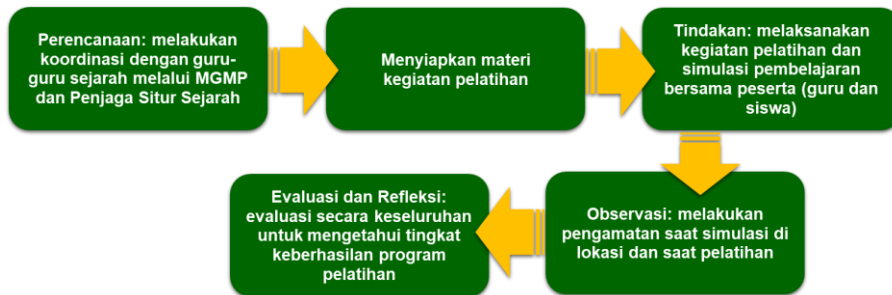 Perencanaan: melakukan
koordinasi dengan guru-
guru sejarah melalui MGMP
dan Penjaga Situr Sejarah
Menyiapkan materi
kegiatan pelatihan
Tindakan: melaksanakan
kegiatan pelatihan dan
simulasi pembelajaran
bersama peserta (guru dan
siswa)
Observasi: melakukan
pengamatan saat simulasi di
lokasi dan saat pelatihan
Evaluasi dan Refleksi:
evaluasi secara keseluruhan
untuk mengetahui tingkat
keberhasilan program
pelatihan